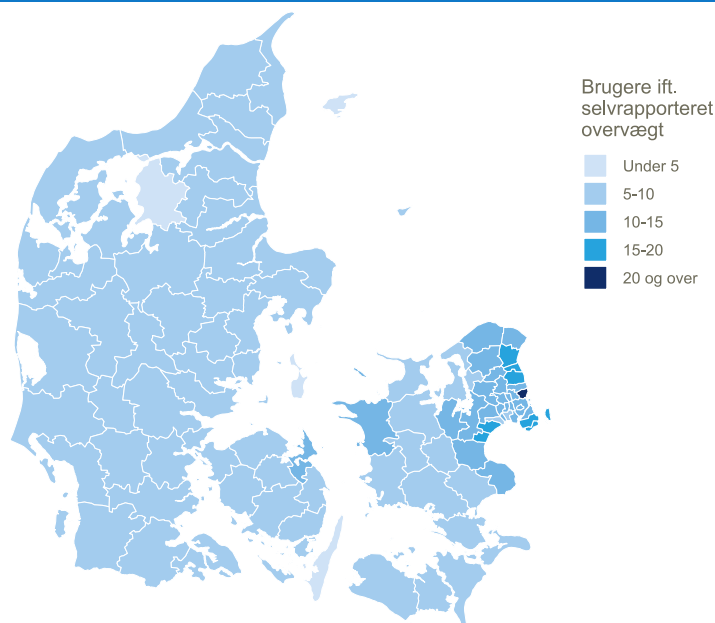 Brugere ift.
selvrapporteret
overvægt
Under 5
5-10
10-15
15-20
20 og over